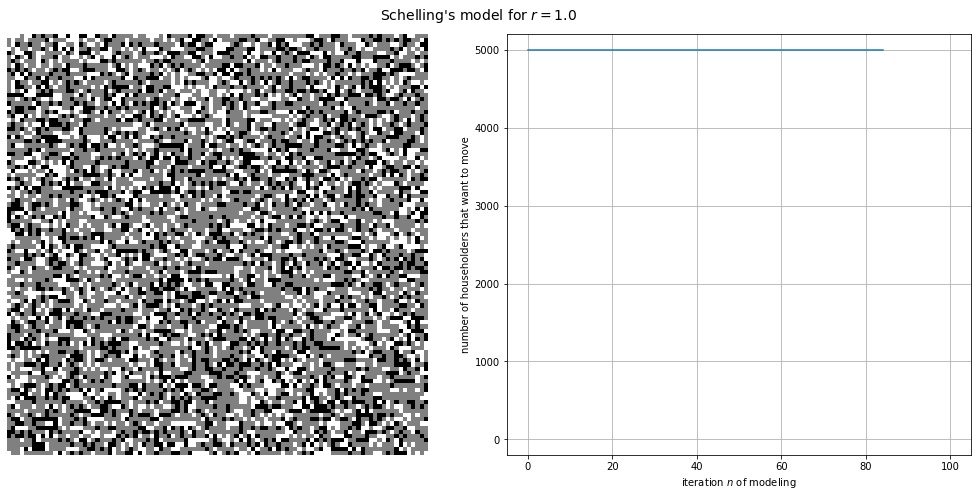 Schelling's model for r = 1.0
number of householders that want to move
5000
4000
3000
2000
1000
0
0 20 40 60 80 100
iteration n of modeling